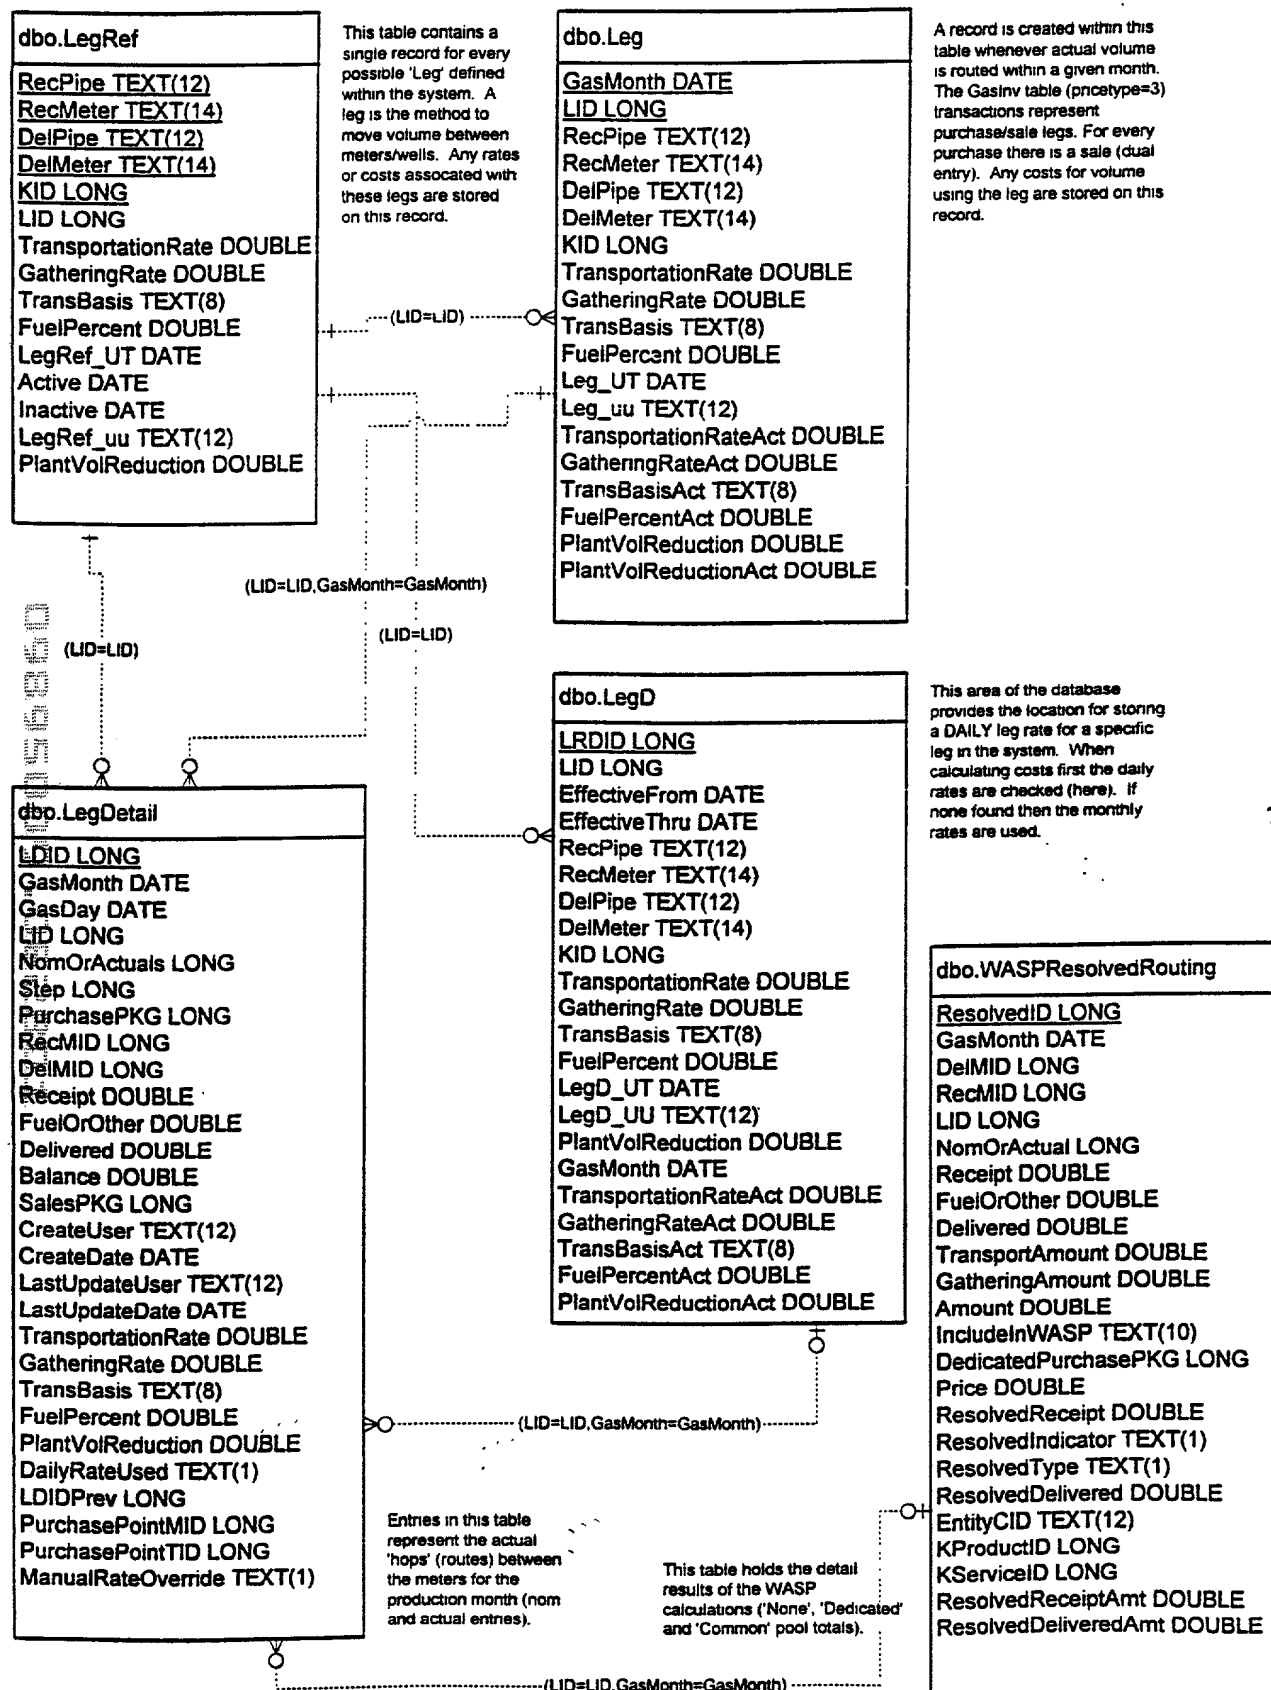 dbo.LegRef
RecPipe TEXT(12)
RecMeter TEXT(14)
DelPipe TEXT(12)
DelMeter TEXT(14)
KID LONG
LID LONG
TransportationRate DOUBLE
GatheringRate DOUBLE
TransBasis TEXT(8)
FuelPercent DOUBLE
LegRef_UT DATE
Active DATE
Inactive DATE
LegRef_uu TEXT(12)
PlantVolReduction DOUBLE
This table contains a
single record for every
possible 'Leg' defined
within the system. A
leg is the method to
move volume between
meters/wells. Any rates
or costs assocated with
these legs are stored
on this record.
dbo.Leg
GasMonth DATE
LID LONG
RecPipe TEXT(12)
RecMeter TEXT(14)
DelPipe TEXT(12)
DelMeter TEXT(14)
KID LONG
TransportationRate DOUBLE
GatheringRate DOUBLE
TransBasis TEXT(8)
FuelPercent DOUBLE
Leg_UT DATE
Leg_uu TEXT(12)
TransportationRateAct DOUBLE
GatheringRateAct DOUBLE
TransBasisAct TEXT(8)
FuelPercentAct DOUBLE
PlantVolReduction DOUBLE
PlantVolReductionAct DOUBLE
A record is created within this
table whenever actual volume
is routed within a given month.
The GasInv table (pricetype=3)
transactions represent
purchase/sale legs. For every
purchase there is a sale (dual
entry). Any costs for volume
using the leg are stored on this
record.
(LID=LID)
(LID=LID,GasMonth=GasMonth)
(LID=LID)
(LID=LID)
dbo.LegD
LRDID LONG
LID LONG
EffectiveFrom DATE
EffectiveThru DATE
RecPipe TEXT(12)
RecMeter TEXT(14)
DelPipe TEXT(12)
DelMeter TEXT(14)
KID LONG
TransportationRate DOUBLE
GatheringRate DOUBLE
TransBasis TEXT(8)
FuelPercent DOUBLE
LegD_UT DATE
LegD_UU TEXT(12)
PlantVolReduction DOUBLE
GasMonth DATE
TransportationRateAct DOUBLE
GatheringRateAct DOUBLE
TransBasisAct TEXT(8)
FuelPercentAct DOUBLE
PlantVolReductionAct DOUBLE
This area of the database
provides the location for storing
a DAILY leg rate for a specific
leg in the system. When
calculating costs first the daily
rates are checked (here). If
none found then the monthly
rates are used.
dbo.LegDetail
LDID LONG
GasMonth DATE
GasDay DATE
LID LONG
NomOrActuals LONG
Step LONG
PurchasePKG LONG
RecMID LONG
DelMID LONG
Receipt DOUBLE
FuelOrOther DOUBLE
Delivered DOUBLE
Balance DOUBLE
SalesPKG LONG
CreateUser TEXT(12)
CreateDate DATE
LastUpdateUser TEXT(12)
LastUpdateDate DATE
TransportationRate DOUBLE
GatheringRate DOUBLE
TransBasis TEXT(8)
FuelPercent DOUBLE
PlantVolReduction DOUBLE
DailyRateUsed TEXT(1)
LDIDPrev LONG
PurchasePointMID LONG
PurchasePointTID LONG
ManualRateOverride TEXT(1)
dbo.WASPResolvedRouting
ResolvedID LONG
GasMonth DATE
DelMID LONG
RecMID LONG
LID LONG
NomOrActual LONG
Receipt DOUBLE
FuelOrOther DOUBLE
Delivered DOUBLE
TransportAmount DOUBLE
GatheringAmount DOUBLE
Amount DOUBLE
IncludeInWASP TEXT(10)
DedicatedPurchasePKG LONG
Price DOUBLE
ResolvedReceipt DOUBLE
ResolvedIndicator TEXT(1)
ResolvedType TEXT(1)
ResolvedDelivered DOUBLE
EntityCID TEXT(12)
KProductID LONG
KServiceID LONG
ResolvedReceiptAmt DOUBLE
ResolvedDeliveredAmt DOUBLE
(LID=LID,GasMonth=GasMonth)
Entries in this table
represent the actual
'hops' (routes) between
the meters for the
production month (nom
and actual entries).
This table holds the detail
results of the WASP
calculations ('None', 'Dedicated'
and 'Common' pool totals).
(LID=LID,GasMonth=GasMonth)